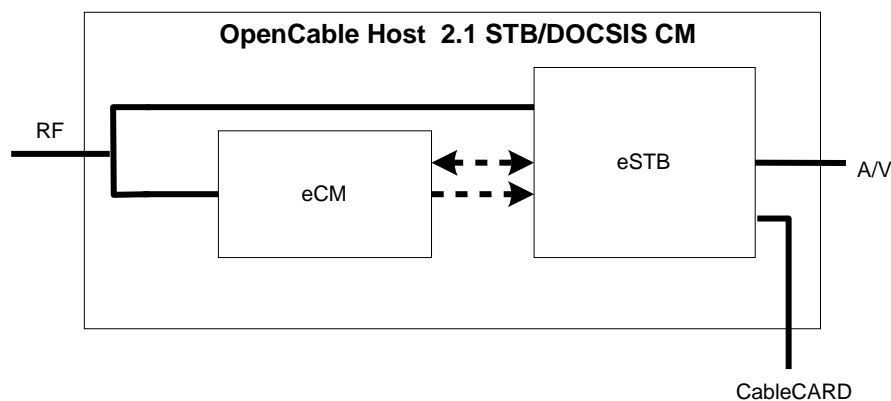 OpenCable Host 2.1 STB/DOCSIS CM
RF
eCM
eSTB
A/V
CableCARD